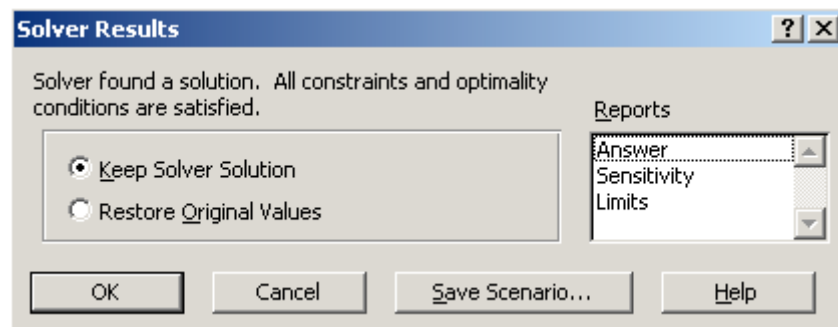 Solver Results
Solver found a solution. All constraints and optimality
conditions are satisfied.
Reports
Keep Solver Solution
Restore Original Values
Answer
Sensitivity
Limits
OK
Cancel
Save Scenario...
Help